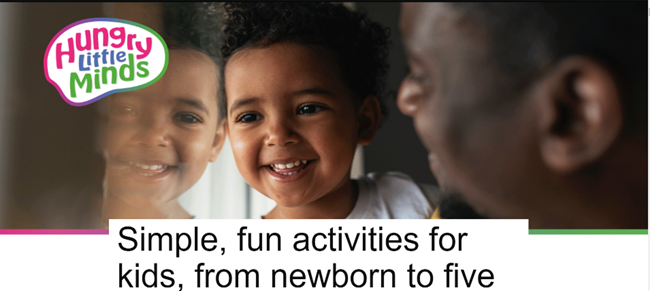 Hungry
Little
Minds
Simple, fun activities for
kids, from newborn to five